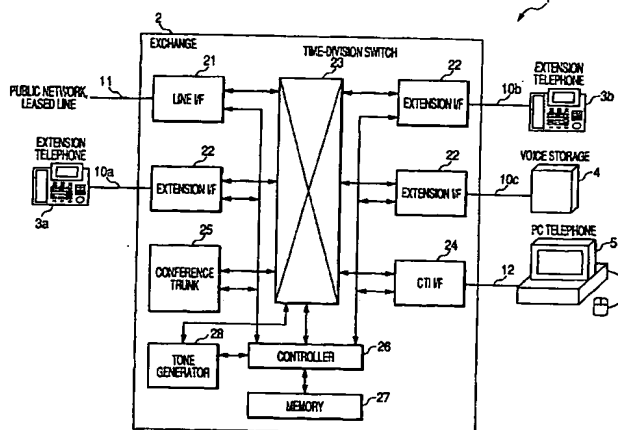 1
2
EXCHANGE
TIME-DIVISION SWITCH
PUBLIC NETWORK,
LEASED LINE
11
21
LINE I/F
23
22
EXTENSION I/F
10b
EXTENSION
TELEPHONE
3b
EXTENSION
TELEPHONE
3a
10a
22
EXTENSION I/F
22
EXTENSION I/F
10c
VOICE STORAGE
4
25
CONFERENCE
TRUNK
24
CTI I/F
12
PC TELEPHONE
5
28
TONE
GENERATOR
CONTROLLER
26
MEMORY
27